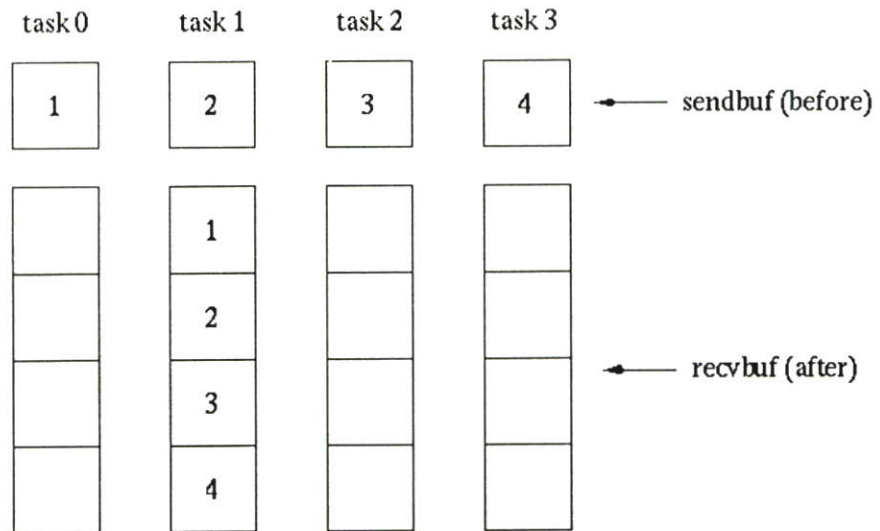 task 0 task 1 task 2 task 3
1 2 3 4 sendbuf (before)
1
2
recvbuf (after)
3
4